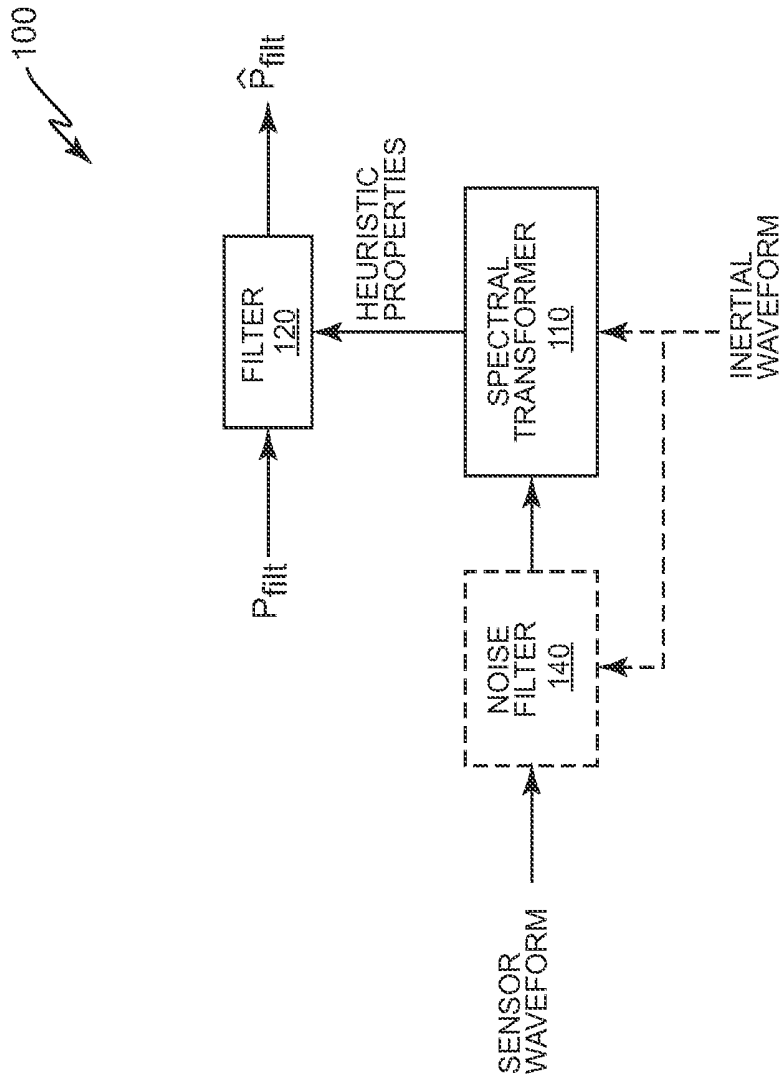 100
P̂filt
FILTER
120
Pfilt
HEURISTIC
PROPERTIES
SPECTRAL
TRANSFORMER
110
NOISE
FILTER
140
SENSOR
WAVEFORM
INERTIAL
WAVEFORM